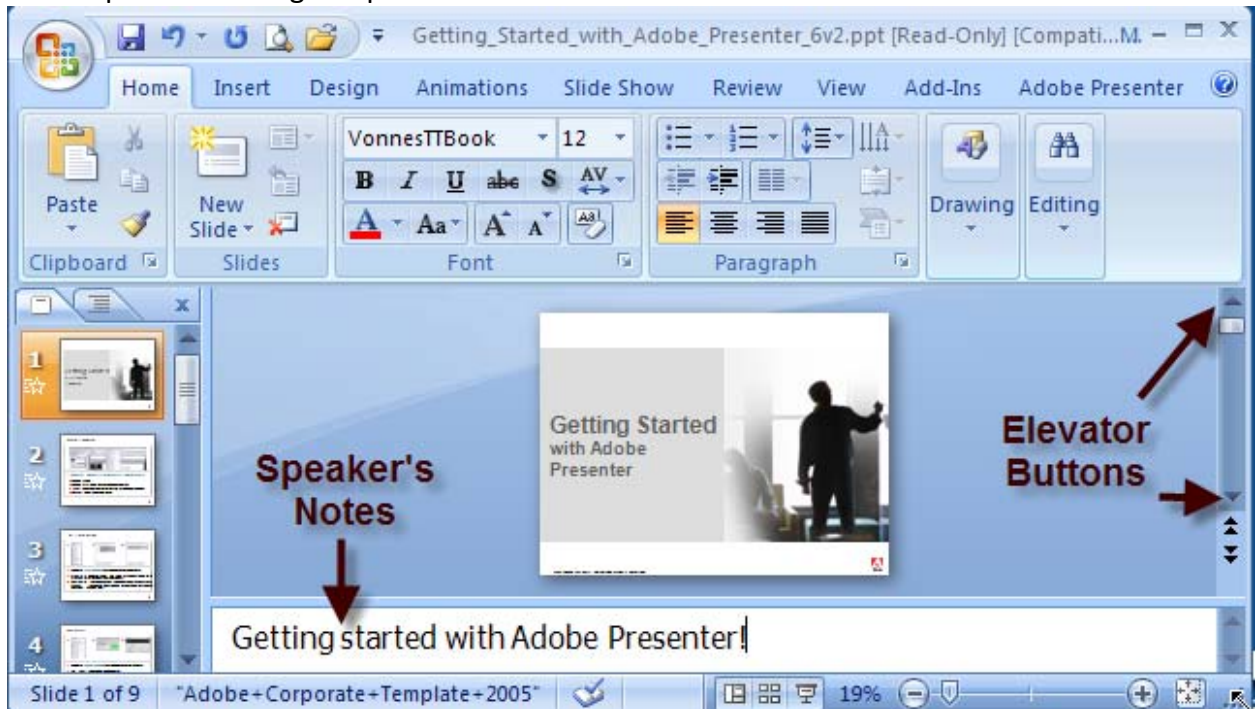 Getting_Started_with_Adobe_Presenter_6v2.ppt [Read-Only] [Compati...M.
Home Insert Design Animations Slide Show Review View Add-Ins Adobe Presenter
VonnesTTBook 12
B I U abe S AV
Paste
New
Slide
A Aa A A Aa
Drawing Editing
Clipboard Slides Font Paragraph
1
2
3
4
Getting Started
with Adobe
Presenter
Speaker's
Notes
Elevator
Buttons
Getting started with Adobe Presenter!
Slide 1 of 9 "Adobe+Corporate+Template+2005" 19%